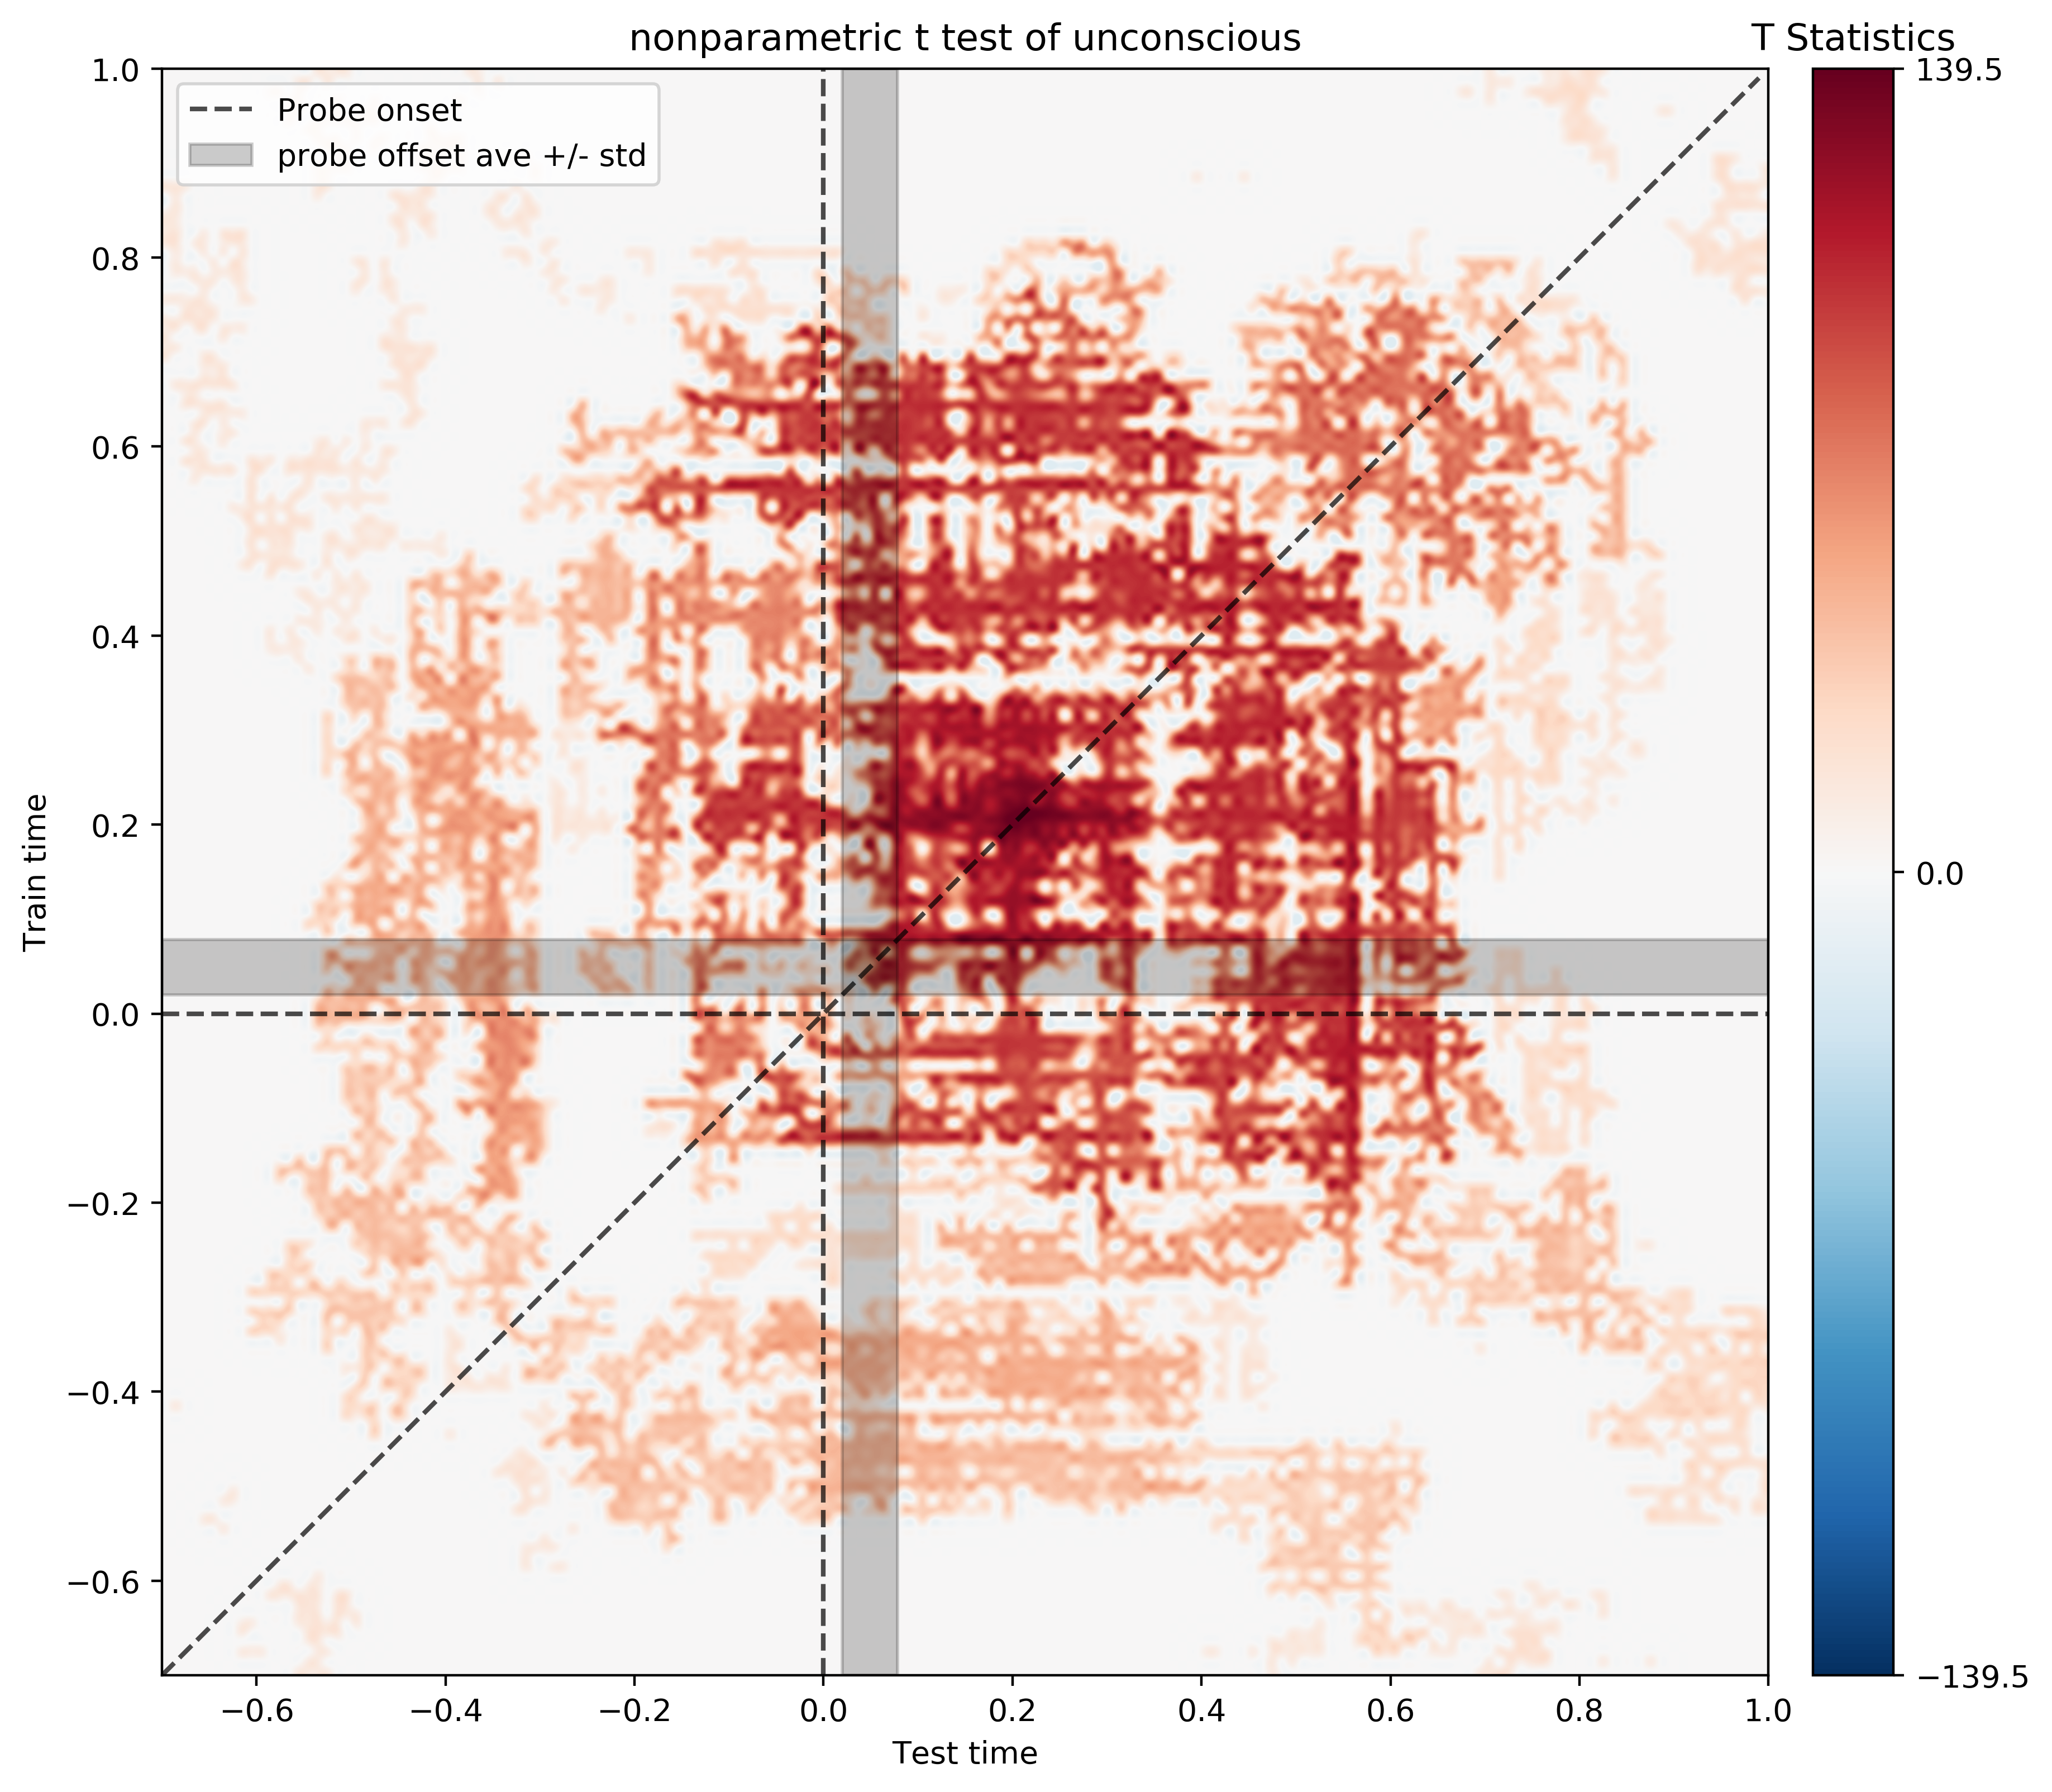 nonparametric t test of unconscious
T Statistics
Probe onset
probe offset ave +/- std
1.0
0.8
0.6
0.4
0.2
0.0
−0.2
−0.4
−0.6
Train time
−0.6 −0.4 −0.2 0.0 0.2 0.4 0.6 0.8 1.0
Test time
139.5
0.0
−139.5